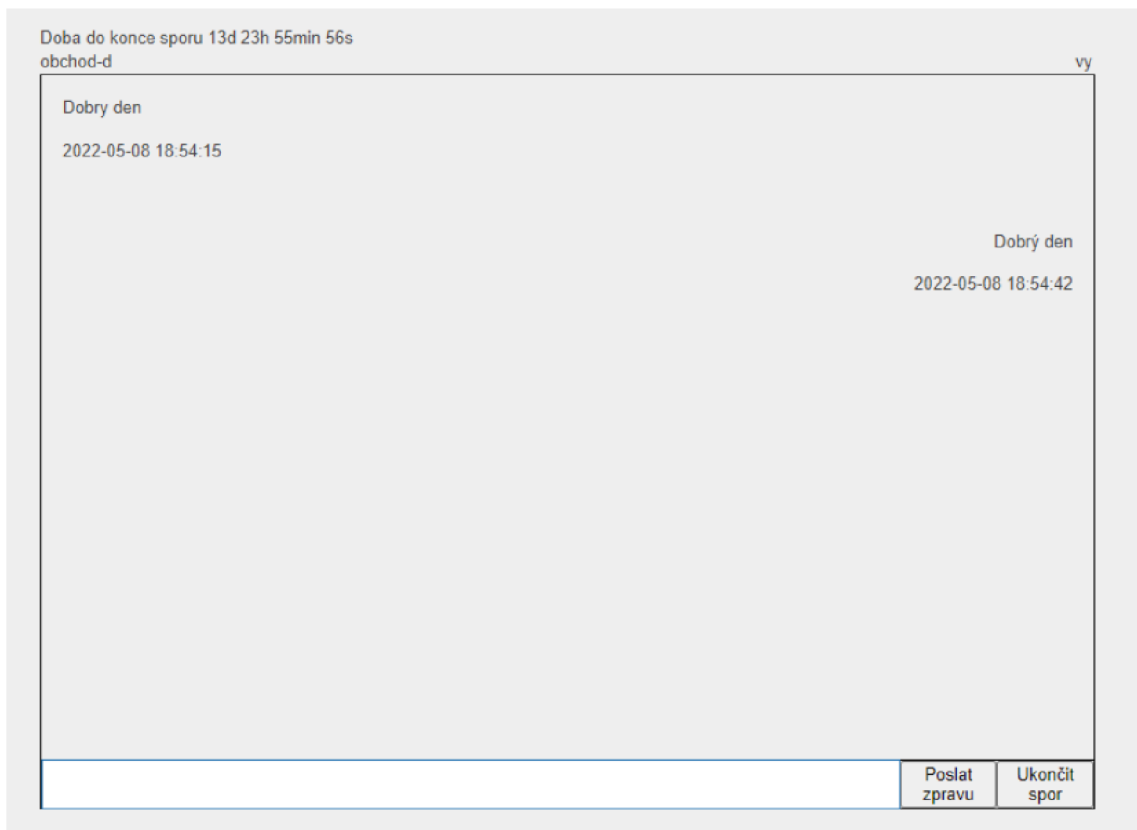 Doba do konce sporu 13d 23h 55min 56s
obchod-d vy
Dobry den
2022-05-08 18:54:15
Dobrý den
2022-05-08 18:54:42
Poslat
zpravu
Ukončit
spor